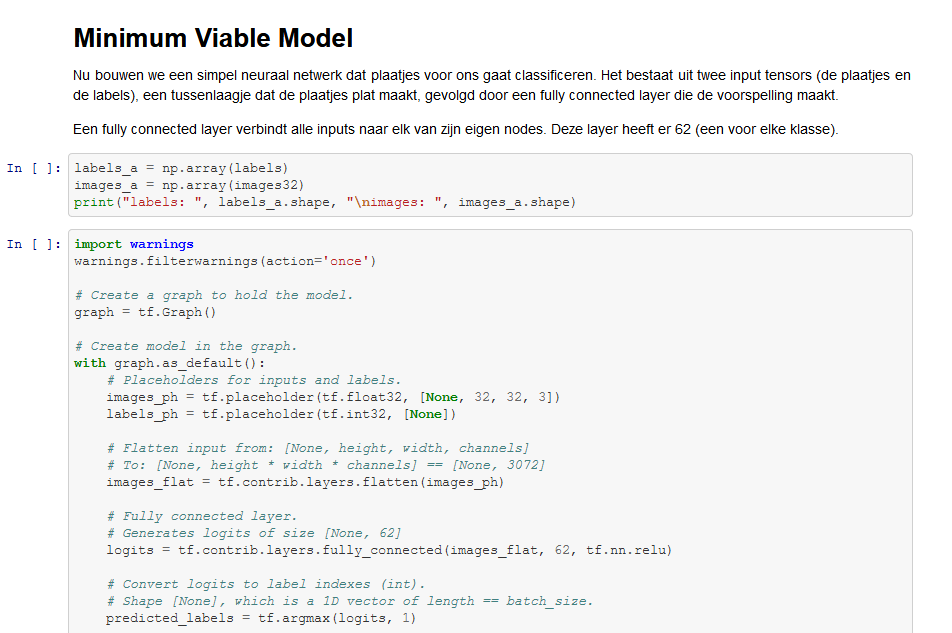 Minimum Viable Model
Nu bouwen we een simpel neuraal netwerk dat plaatjes voor ons gaat classificeren. Het bestaat uit twee input tensors (de plaatjes en
de labels), een tussenlaagje dat de plaatjes plat maakt, gevolgd door een fully connected layer die de voorspelling maakt.
Een fully connected layer verbindt alle inputs naar elk van zijn eigen nodes. Deze layer heeft er 62 (een voor elke klasse).
In [ ]: labels_a = np.array(labels)
images_a = np.array(images32)
print("labels: ", labels_a.shape, "\nimages: ", images_a.shape)
In [ ]: import warnings
warnings.filterwarnings(action='once')
# Create a graph to hold the model.
graph = tf.Graph()
# Create model in the graph.
with graph.as_default():
    # Placeholders for inputs and labels.
    images_ph = tf.placeholder(tf.float32, [None, 32, 32, 3])
    labels_ph = tf.placeholder(tf.int32, [None])
    # Flatten input from: [None, height, width, channels]
    # To: [None, height * width * channels] == [None, 3072]
    images_flat = tf.contrib.layers.flatten(images_ph)
    # Fully connected layer.
    # Generates logits of size [None, 62]
    logits = tf.contrib.layers.fully_connected(images_flat, 62, tf.nn.relu)
    # Convert logits to label indexes (int).
    # Shape [None], which is a 1D vector of length == batch_size.
    predicted_labels = tf.argmax(logits, 1)